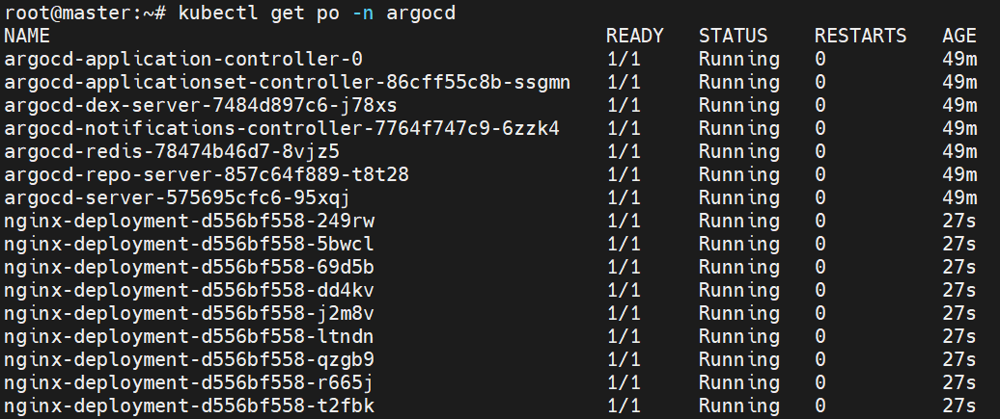 root@master:~# kubectl get po -n argocd
NAME READY STATUS RESTARTS AGE
argocd-application-controller-0 1/1 Running 0 49m
argocd-applicationset-controller-86cff55c8b-ssgmn 1/1 Running 0 49m
argocd-dex-server-7484d897c6-j78xs 1/1 Running 0 49m
argocd-notifications-controller-7764f747c9-6zzk4 1/1 Running 0 49m
argocd-redis-78474b46d7-8vjz5 1/1 Running 0 49m
argocd-repo-server-857c64f889-t8t28 1/1 Running 0 49m
argocd-server-575695cfc6-95xqj 1/1 Running 0 49m
nginx-deployment-d556bf558-249rw 1/1 Running 0 27s
nginx-deployment-d556bf558-5bwcl 1/1 Running 0 27s
nginx-deployment-d556bf558-69d5b 1/1 Running 0 27s
nginx-deployment-d556bf558-dd4kv 1/1 Running 0 27s
nginx-deployment-d556bf558-j2m8v 1/1 Running 0 27s
nginx-deployment-d556bf558-ltndn 1/1 Running 0 27s
nginx-deployment-d556bf558-qzgb9 1/1 Running 0 27s
nginx-deployment-d556bf558-r665j 1/1 Running 0 27s
nginx-deployment-d556bf558-t2fbk 1/1 Running 0 27s